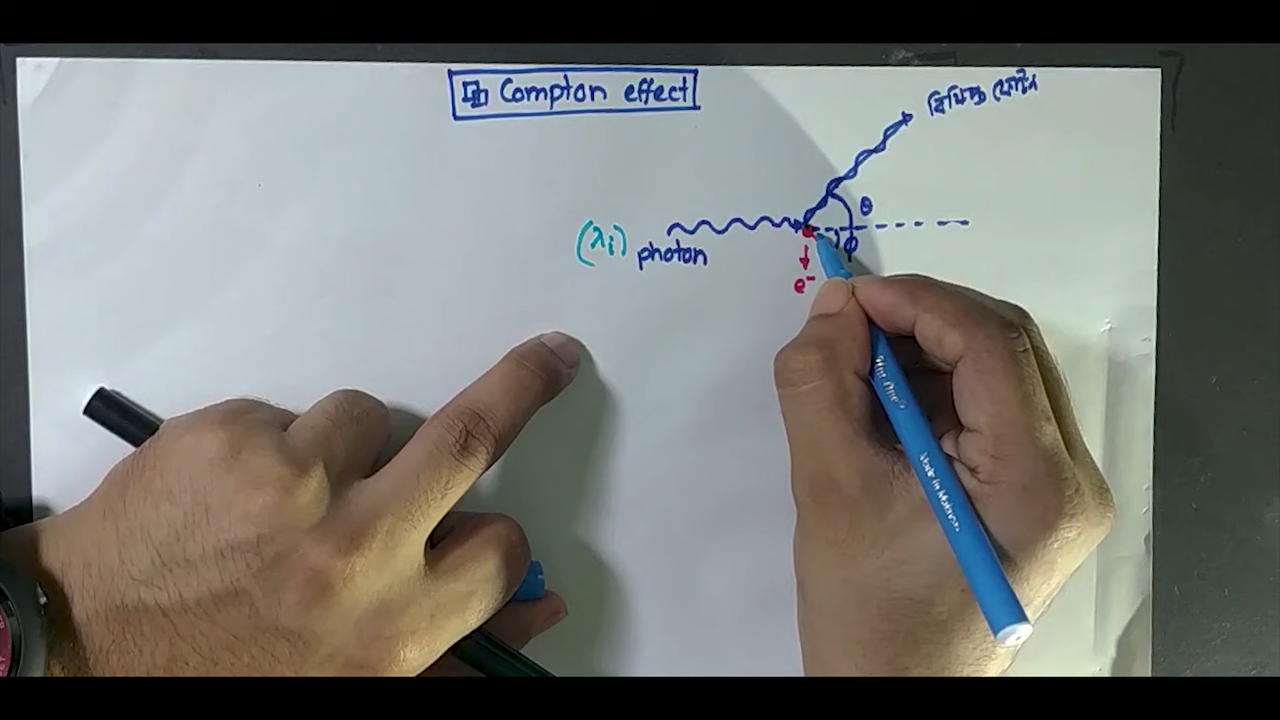 Compton effect
বিক্ষিপ্ত ফোটন
θ
(λi)
photon
ϕ
e⁻